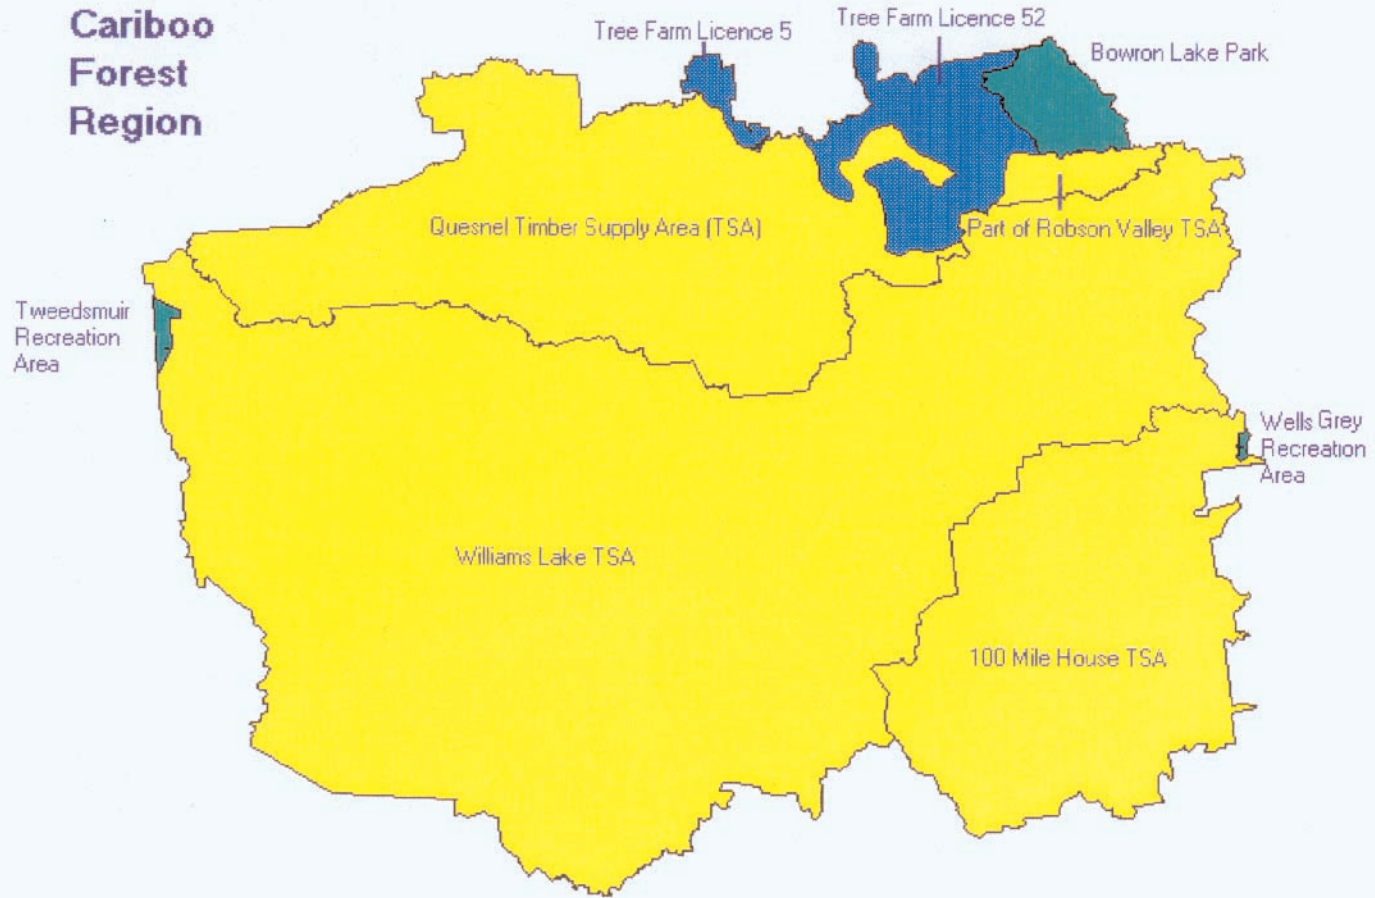 Cariboo
Forest
Region
Tree Farm Licence 5
Tree Farm Licence 52
Bowron Lake Park
Quesnel Timber Supply Area (TSA)
Part of Robson Valley TSA
Tweedsmuir
Recreation
Area
Wells Grey
Recreation
Area
Williams Lake TSA
100 Mile House TSA